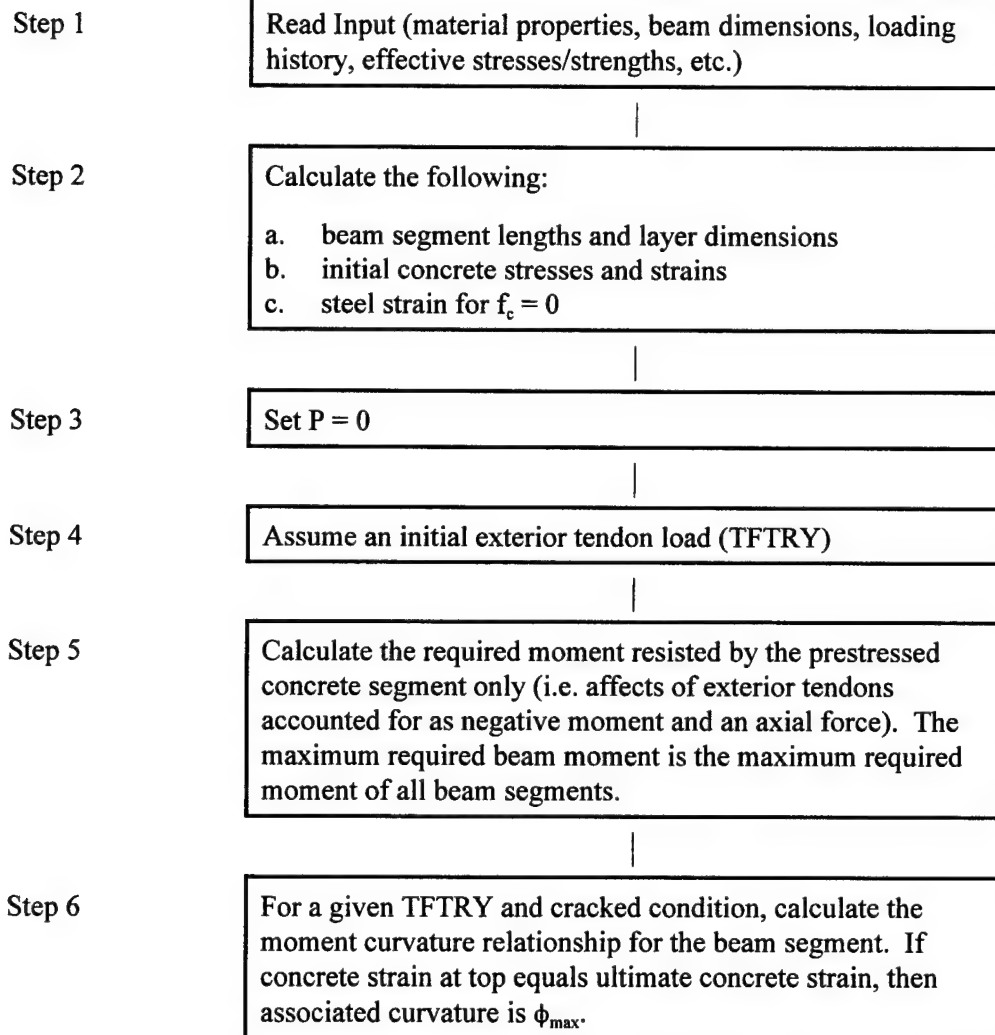 Step 1
Read Input (material properties, beam dimensions, loading
history, effective stresses/strengths, etc.)
Step 2
Calculate the following:
a. beam segment lengths and layer dimensions
b. initial concrete stresses and strains
c. steel strain for f_c = 0
Step 3
Set P = 0
Step 4
Assume an initial exterior tendon load (TFTRY)
Step 5
Calculate the required moment resisted by the prestressed
concrete segment only (i.e. affects of exterior tendons
accounted for as negative moment and an axial force). The
maximum required beam moment is the maximum required
moment of all beam segments.
Step 6
For a given TFTRY and cracked condition, calculate the
moment curvature relationship for the beam segment. If
concrete strain at top equals ultimate concrete strain, then
associated curvature is ϕ_max.